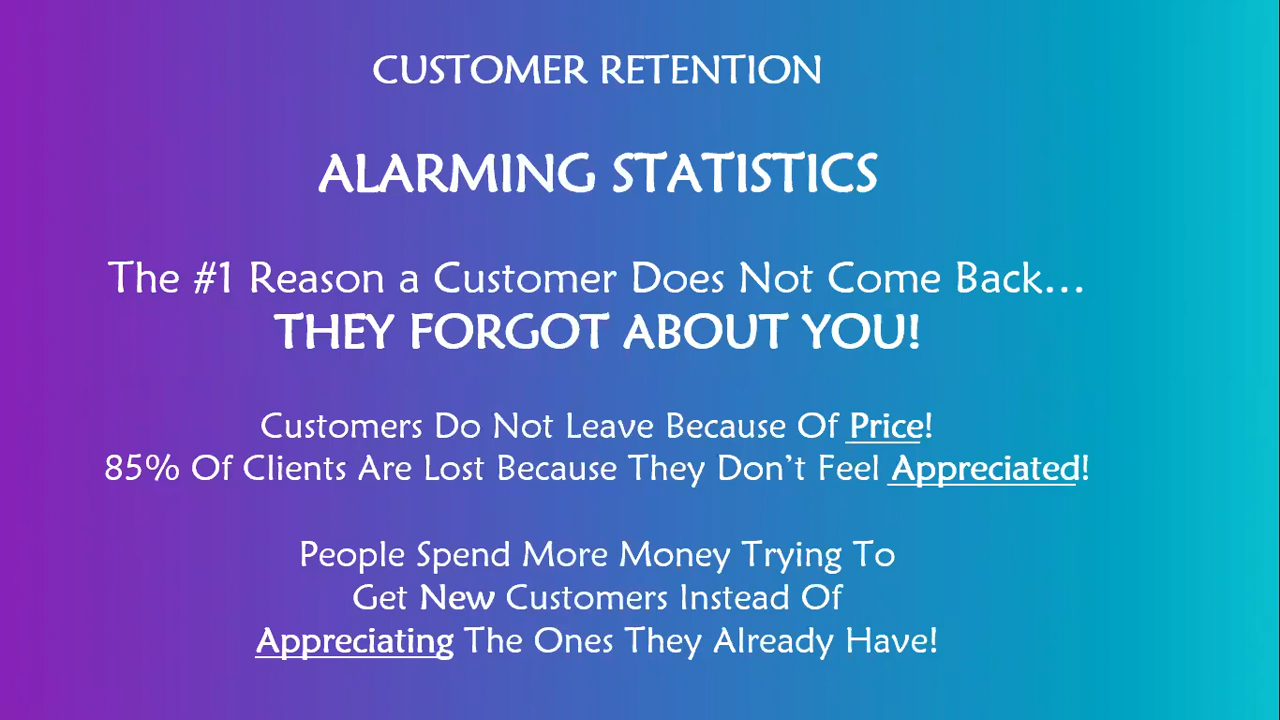 CUSTOMER RETENTION
ALARMING STATISTICS
The #1 Reason a Customer Does Not Come Back...
THEY FORGOT ABOUT YOU!
Customers Do Not Leave Because Of Price!
85% Of Clients Are Lost Because They Don’t Feel Appreciated!
People Spend More Money Trying To
Get New Customers Instead Of
Appreciating The Ones They Already Have!